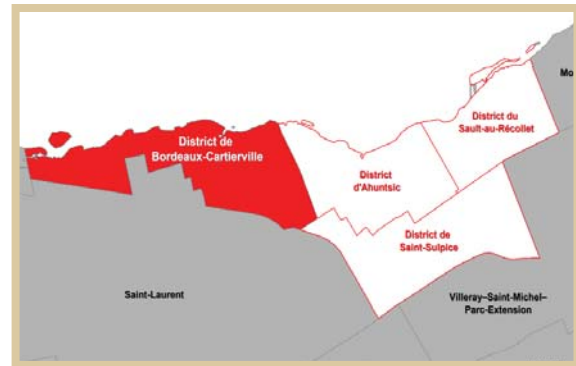 Mo
District du
Sault-au-Récollet
District de
Bordeaux-Cartierville
District
d'Ahuntsic
District de
Saint-Sulpice
Saint-Laurent
Villeray–Saint-Michel–
Parc-Extension